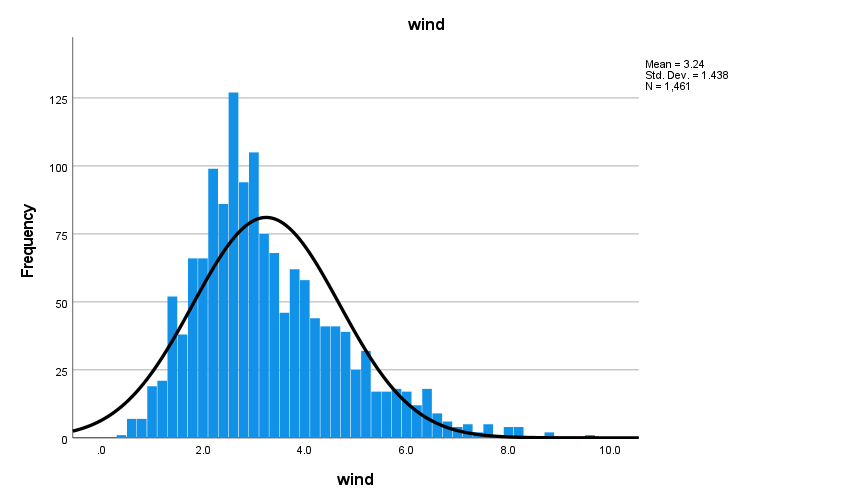 wind
Mean = 3.24
Std. Dev. = 1.438
N = 1,461
Frequency
125
100
75
50
25
0
.0 2.0 4.0 6.0 8.0 10.0
wind